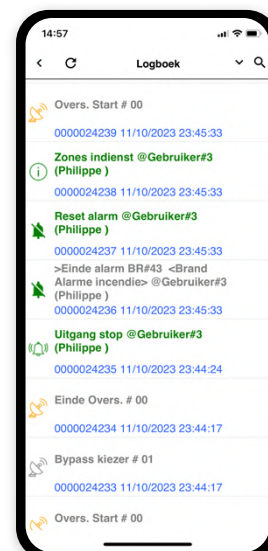 14:57
Logboek
Overs. Start # 00
0000024239 11/10/2023 23:45:33
Zones indienst @Gebruiker#3
(Philippe )
0000024238 11/10/2023 23:45:33
Reset alarm @Gebruiker#3
(Philippe )
0000024237 11/10/2023 23:45:33
>Einde alarm BR#43 <Brand
Alarme incendie> @Gebruiker#3
(Philippe )
0000024236 11/10/2023 23:45:33
Uitgang stop @Gebruiker#3
(Philippe )
0000024235 11/10/2023 23:44:24
Einde Overs. # 00
0000024234 11/10/2023 23:44:17
Bypass kiezer # 01
0000024233 11/10/2023 23:44:17
Overs. Start # 00